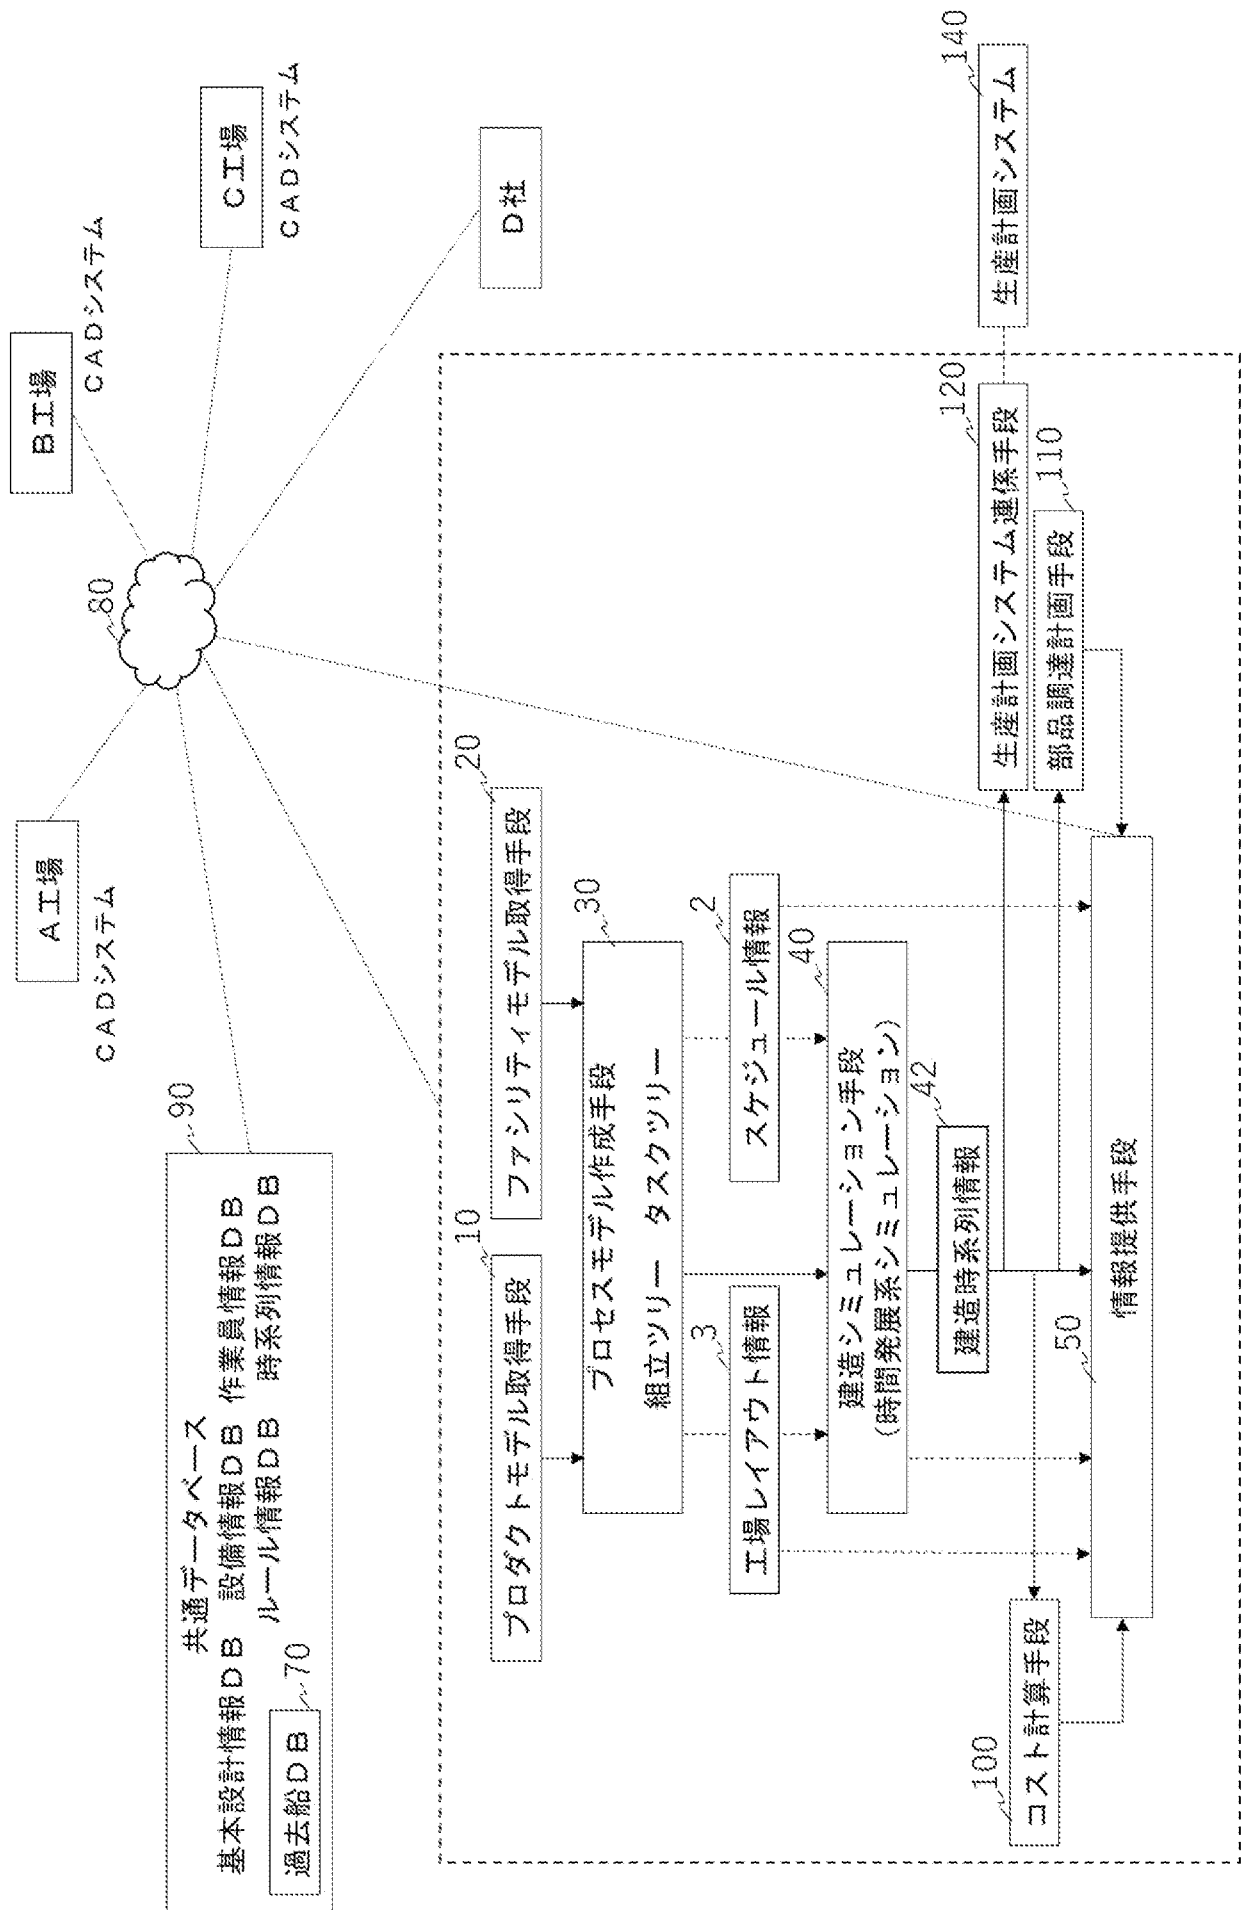 A工場
CADシステム
B工場
CADシステム
C工場
CADシステム
D社
80
90
共通データベース
基本設計情報DB 設備情報DB 作業員情報DB
ルール情報DB 時系列情報DB
過去船DB
70
10
プロダクトモデル取得手段
20
ファシリティモデル取得手段
30
プロセスモデル作成手段
組立ツリー タスクツリー
3
工場レイアウト情報
2
スケジュール情報
40
建造シミュレーション手段
(時間発展系シミュレーション)
42
建造時系列情報
120
生産計画システム連係手段
140
生産計画システム
110
部品調達計画手段
100
コスト計算手段
50
情報提供手段